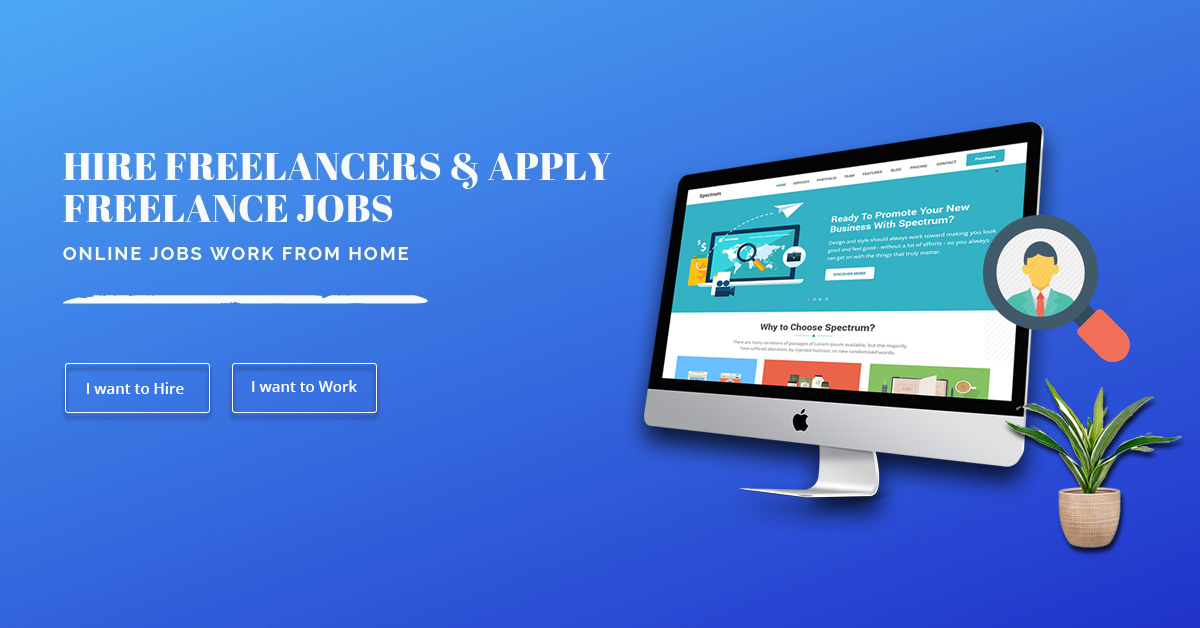 HIRE FREELANCERS & APPLY
FREELANCE JOBS
ONLINE JOBS WORK FROM HOME
I want to Hire
I want to Work
Spectrum
HOME SERVICES PORTFOLIO TEAM FEATURES BLOG PRICING CONTACT Purchase
Ready To Promote Your New
Business With Spectrum?
Design and style should always work toward making you look
good and feel good - without a lot of efforts - so you always
can get on with the things that truly matter.
DISCOVER MORE
Why to Choose Spectrum?
There are many variations of passages of Lorem Ipsum available, but the majority
have suffered alteration, by injected humour, or new randomised words.